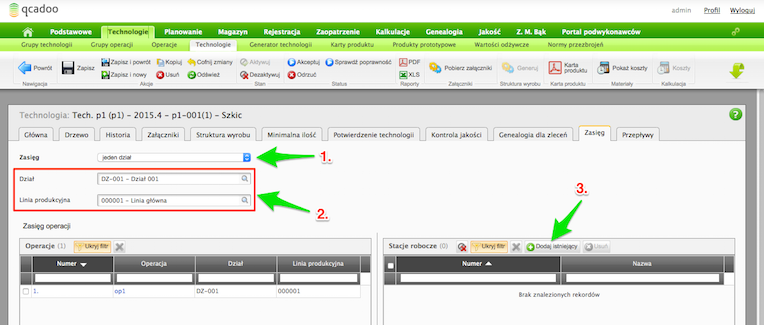 qcadoo
admin Profil Wyloguj
Podstawowe Technologie Planowanie Magazyn Rejestracja Zaopatrzenie Kalkulacje Genealogia Jakość Z. M. Bąk Portal podwykonawców
Grupy technologii Grupy operacji Operacje Technologie Generator technologii Karty produktu Produkty prototypowe Wartości odżywcze Normy przezbrojeń
Powrót Zapisz Zapisz i powrót Kopiuj Cofnij zmiany Aktywuj Akceptuj Sprawdź poprawność PDF Pobierz załączniki Generuj Karta produktu Pokaż koszty Koszty
Zapisz i nowy Usuń Odśwież Dezaktywuj Odrzuć XLS
Nawigacja Akcje Stan Status Raporty Załączniki Struktura wyrobu Karta produktu Materiały Kalkulacja
Technologia: Tech. p1 (p1) - 2015.4 - p1-001(1) - Szkic
Główna Drzewo Historia Załączniki Struktura wyrobu Minimalna ilość Potwierdzenie technologii Kontrola jakości Genealogia dla zleceń Zasięg Przepływy
Zasięg jeden dział 1.
Dział DZ-001 - Dział 001
Linia produkcyjna 000001 - Linia główna 2.
3.
Zasięg operacji
Operacje (1) Ukryj filtr Stacje robocze (0) Ukryj filtr Dodaj istniejący Usuń
Numer Operacja Dział Linia produkcyjna Numer Nazwa
1. op1 DZ-001 000001
Brak znalezionych rekordów